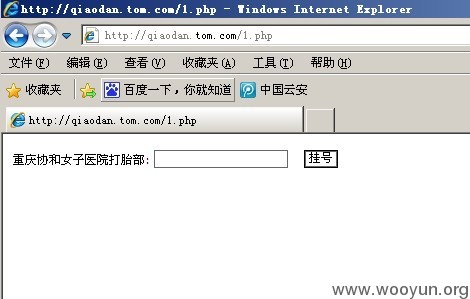 http://qiaodan.tom.com/1.php - Windows Internet Explorer
http://qiaodan.tom.com/1.php
文件(F) 编辑(E) 查看(V) 收藏夹(A) 工具(T) 帮助(H)
收藏夹 百度一下，你就知道 中国云安
http://qiaodan.tom.com/1.php
重庆协和女子医院打胎部: 挂号
www.wooyun.org